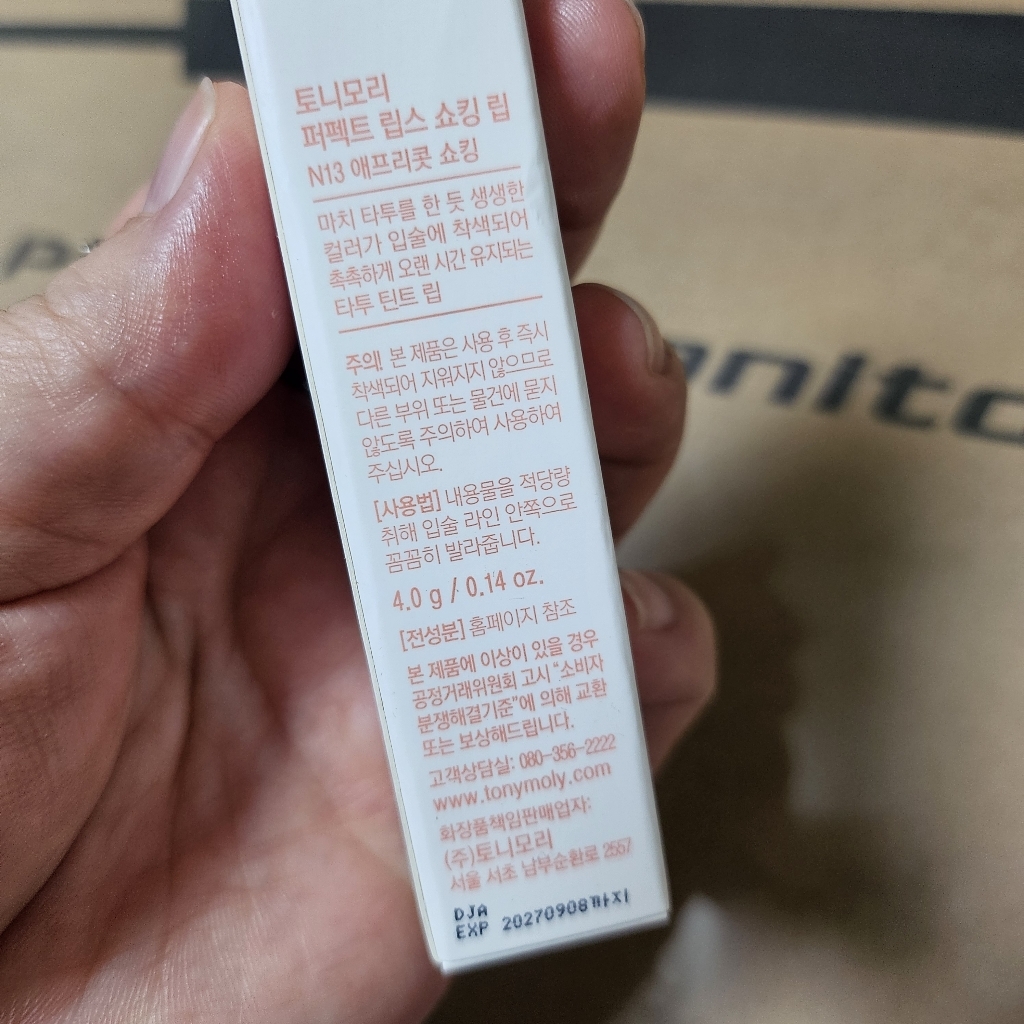 토니모리
퍼펙트 립스 쇼킹 립
N13 애프리콧 쇼킹
마치 타투를 한 듯 생생한
컬러가 입술에 착색되어
촉촉하게 오랜 시간 유지되는
타투 틴트 립
주의! 본 제품은 사용 후 즉시
착색되어 지워지지 않으므로
다른 부위 또는 물건에 묻지
않도록 주의하여 사용하여
주십시오.
[사용법] 내용물을 적당량
취해 입술 라인 안쪽으로
꼼꼼히 발라줍니다.
4.0 g / 0.14 oz.
[전성분] 홈페이지 참조
본 제품에 이상이 있을 경우
공정거래위원회 고시 "소비자
분쟁해결기준"에 의해 교환
또는 보상해드립니다.
고객상담실: 080-356-2222
www.tonymoly.com
화장품책임판매업자:
(주)토니모리
서울 서초 남부순환로 2557
DJA
EXP 20270908까지